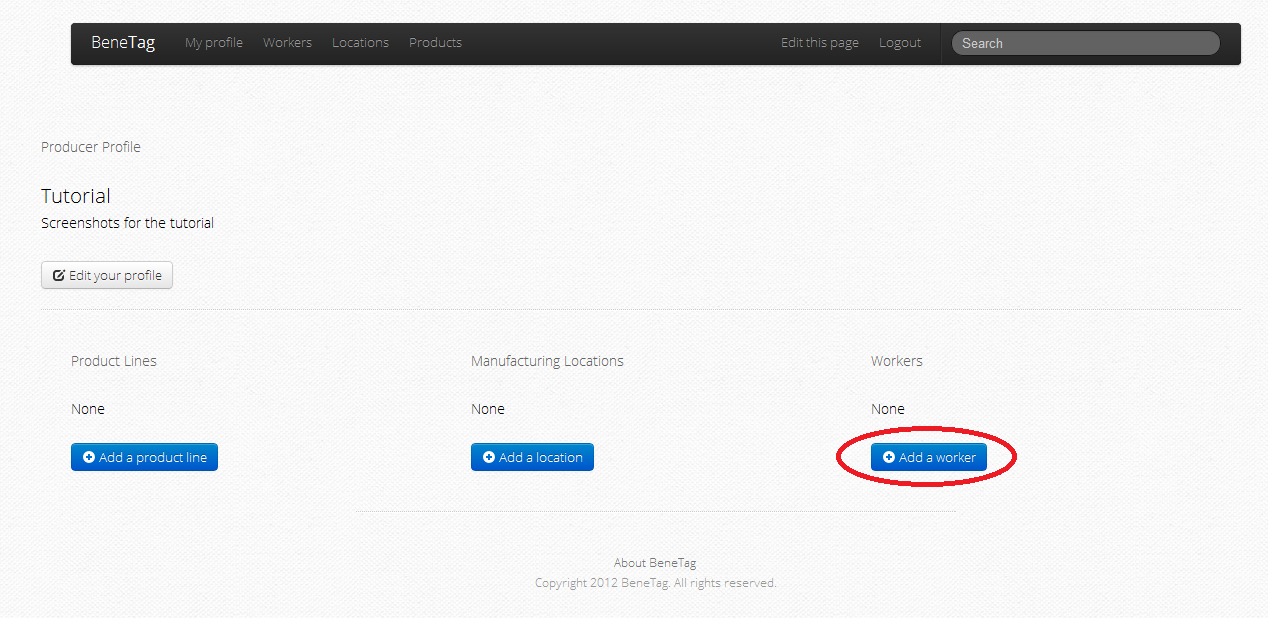 BeneTag My profile Workers Locations Products Edit this page Logout Search
Producer Profile
Tutorial
Screenshots for the tutorial
Edit your profile
Product Lines Manufacturing Locations Workers
None None None
Add a product line Add a location Add a worker
About BeneTag
Copyright 2012 BeneTag. All rights reserved.